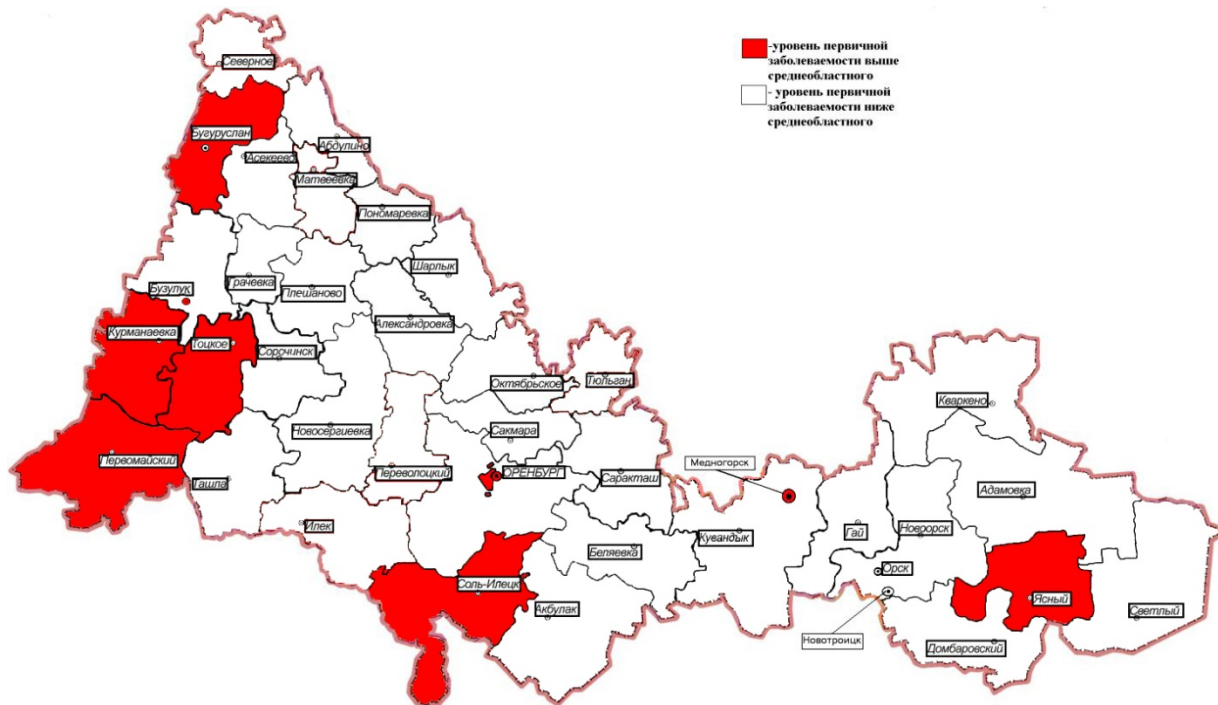 -уровень первичной
заболеваемости выше
среднеобластного
- уровень первичной
заболеваемости ниже
среднеобластного
Северное
Бугуруслан
Асекеево
Абдулино
Матвеевка
Пономаревка
Шарлык
Бузулук
Грачевка
Плешаново
Курманаевка
Тоцкое
Сорочинск
Александровка
Октябрьское
Тюльган
Кваркено
Новосергиевка
Сакмара
Первомайский
Ташла
Переволоцкий
ОРЕНБУРГ
Саракташ
Медногорск
Адамовка
Илек
Беляевка
Кувандык
Гай
Новоорск
Орск
Соль-Илецк
Акбулак
Ясный
Светлый
Новотроицк
Домбаровский